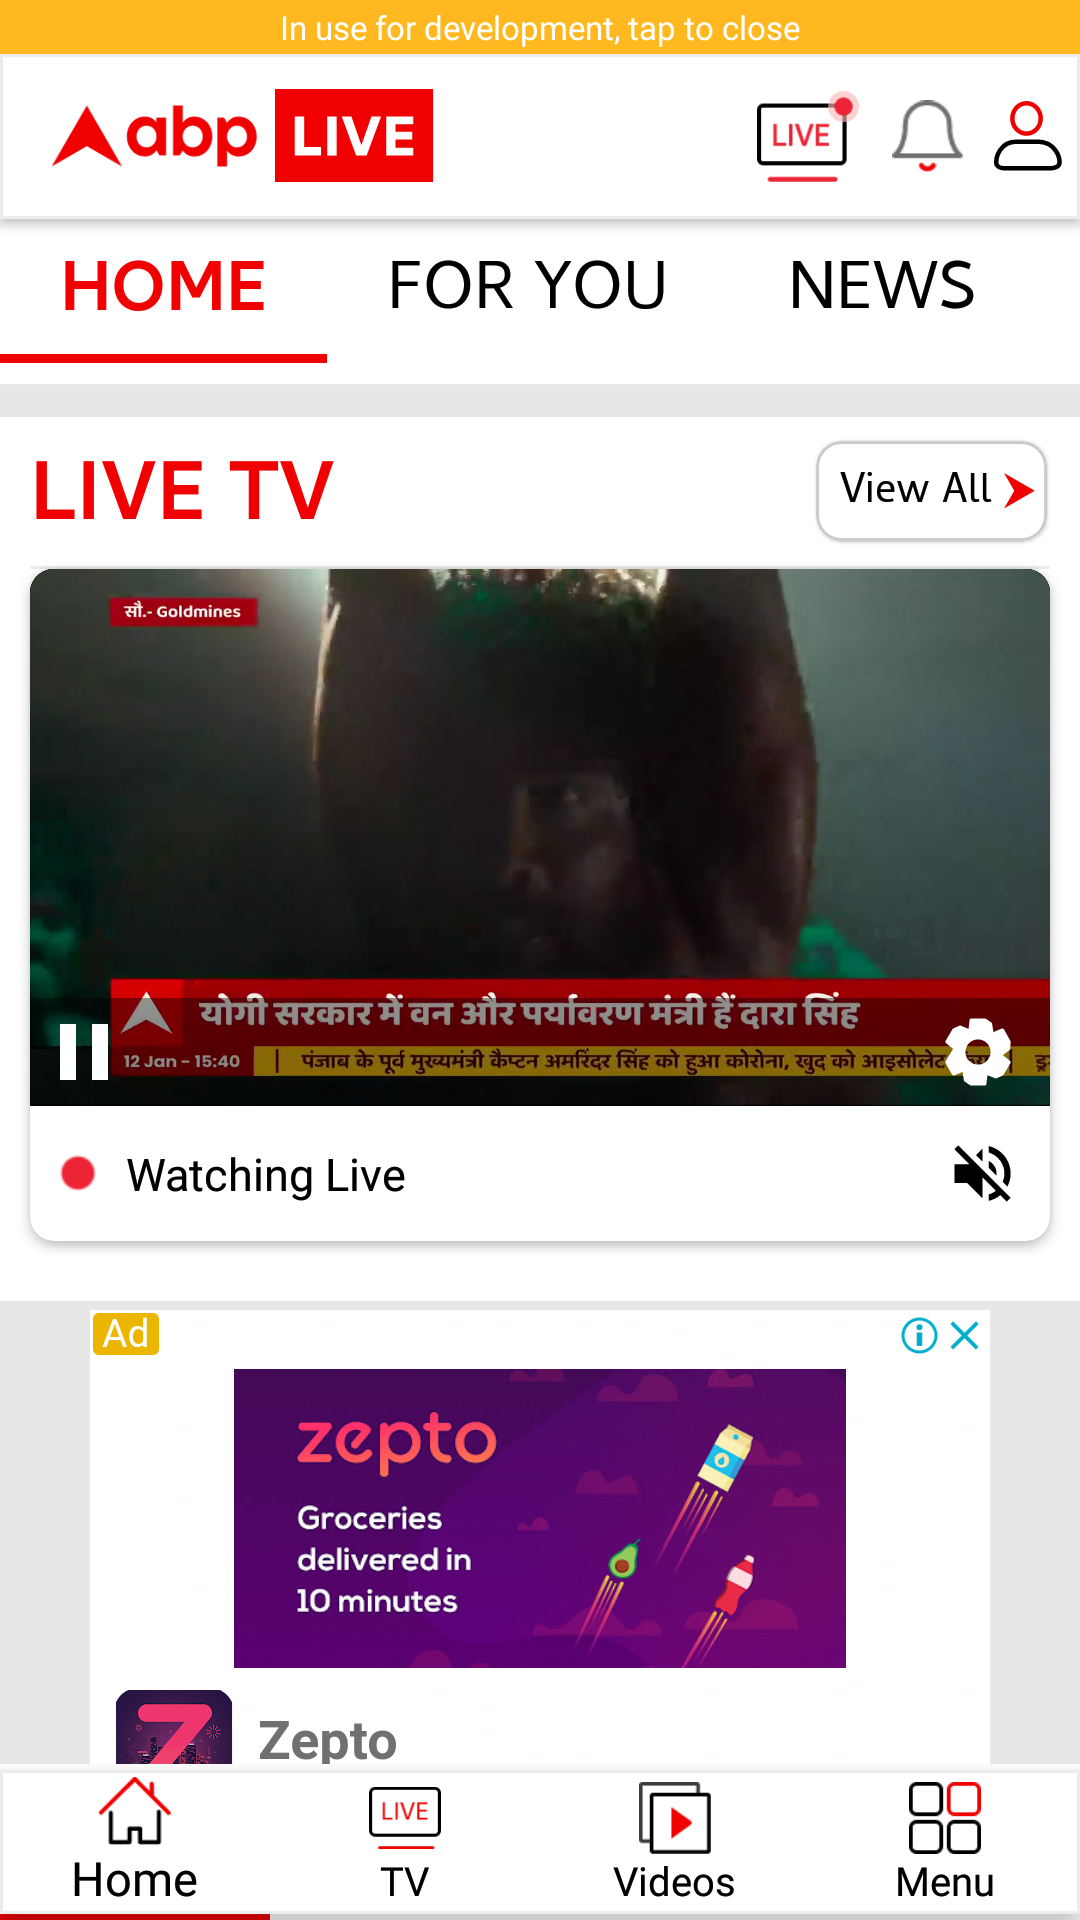 In use for development, tap to close
abp LIVE
LIVE
HOME FOR YOU NEWS
LIVE TV
View All
सौ.- Goldmines
योगी सरकार में वन और पर्यावरण मंत्री हैं दारा सिंह
12 Jan - 15:40
पंजाब के पूर्व मुख्यमंत्री कैप्टन अमरिंदर सिंह को हुआ कोरोना, खुद को आइसोलेट
Watching Live
Ad
zepto
Groceries
delivered in
10 minutes
Zepto
LIVE
Home TV Videos Menu